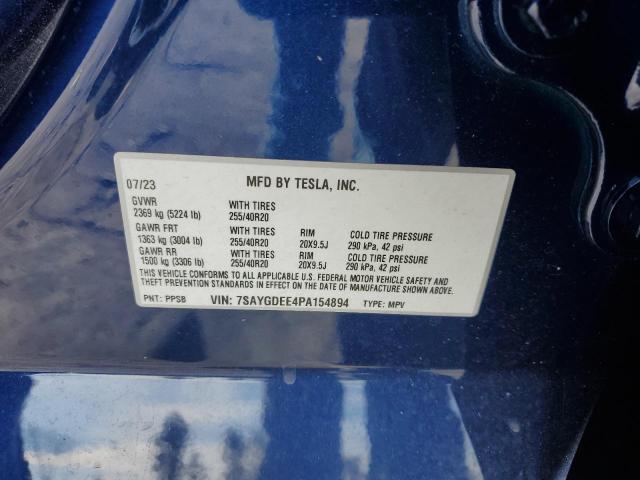 07/23 MFD BY TESLA, INC.
GVWR WITH TIRES
2369 kg (5224 lb) 255/40R20
GAWR FRT WITH TIRES RIM COLD TIRE PRESSURE
1363 kg (3004 lb) 255/40R20 20X9.5J 290 kPa, 42 psi
GAWR RR WITH TIRES RIM COLD TIRE PRESSURE
1500 kg (3306 lb) 255/40R20 20X9.5J 290 kPa, 42 psi
THIS VEHICLE CONFORMS TO ALL APPLICABLE U.S. FEDERAL MOTOR VEHICLE SAFETY AND
THEFT PREVENTION STANDARDS IN EFFECT ON THE DATE OF MANUFACTURE SHOWN ABOVE.
PNT: PPSB VIN: 7SAYGDEE4PA154894 TYPE: MPV